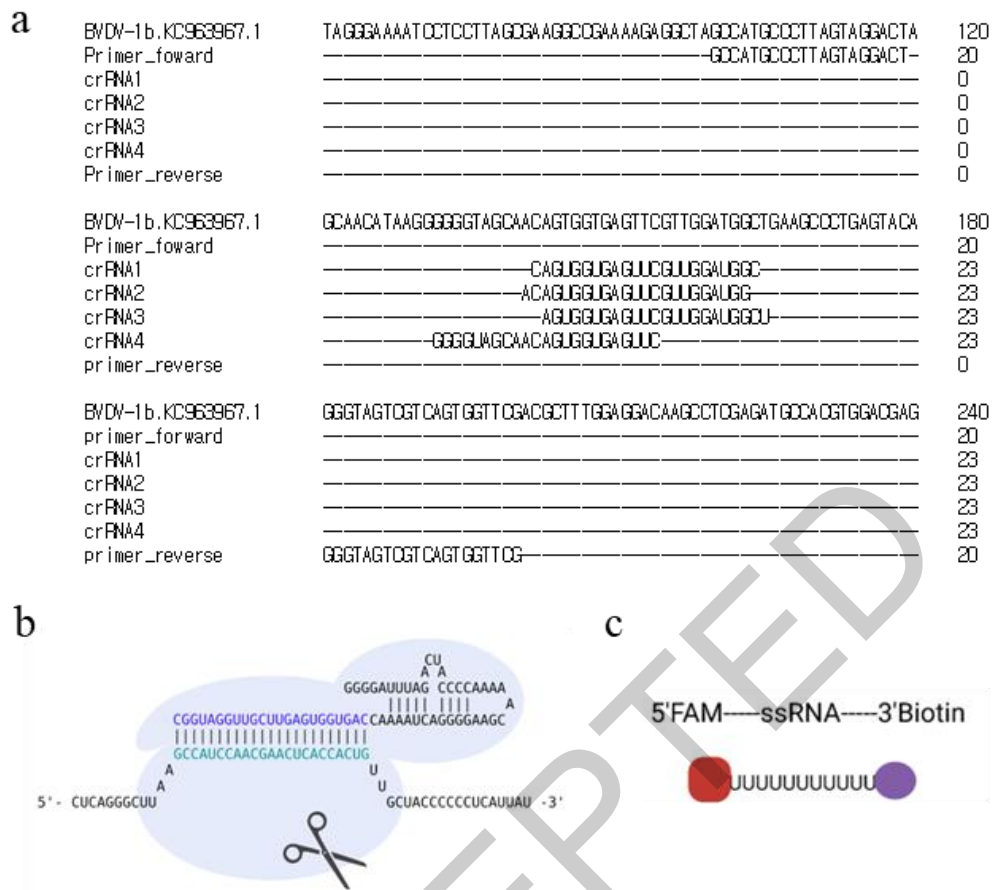 a
BVDV-1b.KC963967.1 TAGGGAAAATCCTCCTTAGCGAAGGCCGAAAAGAGGCTAGCCATGCCCTTAGTAGGACTA 120
Primer_foward ---------------------------------------GCCATGCCCTTAGTAGGACT- 20
crRNA1 ------------------------------------------------------------ 0
crRNA2 ------------------------------------------------------------ 0
crRNA3 ------------------------------------------------------------ 0
crRNA4 ------------------------------------------------------------ 0
Primer_reverse ------------------------------------------------------------ 0
BVDV-1b.KC963967.1 GCAACATAAGGGGGGTAGCAACAGTGGTGAGTTCGTTGGATGGCTGAAGCCCTGAGTACA 180
Primer_foward ------------------------------------------------------------ 20
crRNA1 ---------------------CAGUGGUGAGUUCGUUGGAUGGC---------------- 23
crRNA2 --------------------ACAGUGGUGAGUUCGUUGGAUGG----------------- 23
crRNA3 ----------------------AGUGGUGAGUUCGUUGGAUGGCU--------------- 23
crRNA4 -----------GGGGUAGCAACAGUGGUGAGUUC-------------------------- 23
primer_reverse ------------------------------------------------------------ 0
BVDV-1b.KC963967.1 GGGTAGTCGTCAGTGGTTCGACGCTTTGGAGGACAAGCCTCGAGATGCCACGTGGACGAG 240
primer_forward ------------------------------------------------------------ 20
crRNA1 ------------------------------------------------------------ 23
crRNA2 ------------------------------------------------------------ 23
crRNA3 ------------------------------------------------------------ 23
crRNA4 ------------------------------------------------------------ 23
primer_reverse GGGTAGTCGTCAGTGGTTCG---------------------------------------- 20
b
CU
A A
GGGGAUUUAG CCCCAAAA
A
CGGUAGGUUGCUUGAGUGGUGAC CCAAAAUCAGGGGAAGC
GCCAUCCAACGAACUCACCACUG
A U
A U
5'- CUCAGGGCUU GCUACCCCCCUCAUUAU -3'
c
5'FAM-----ssRNA----3'Biotin
UUUUUUUUUUU
EPTED